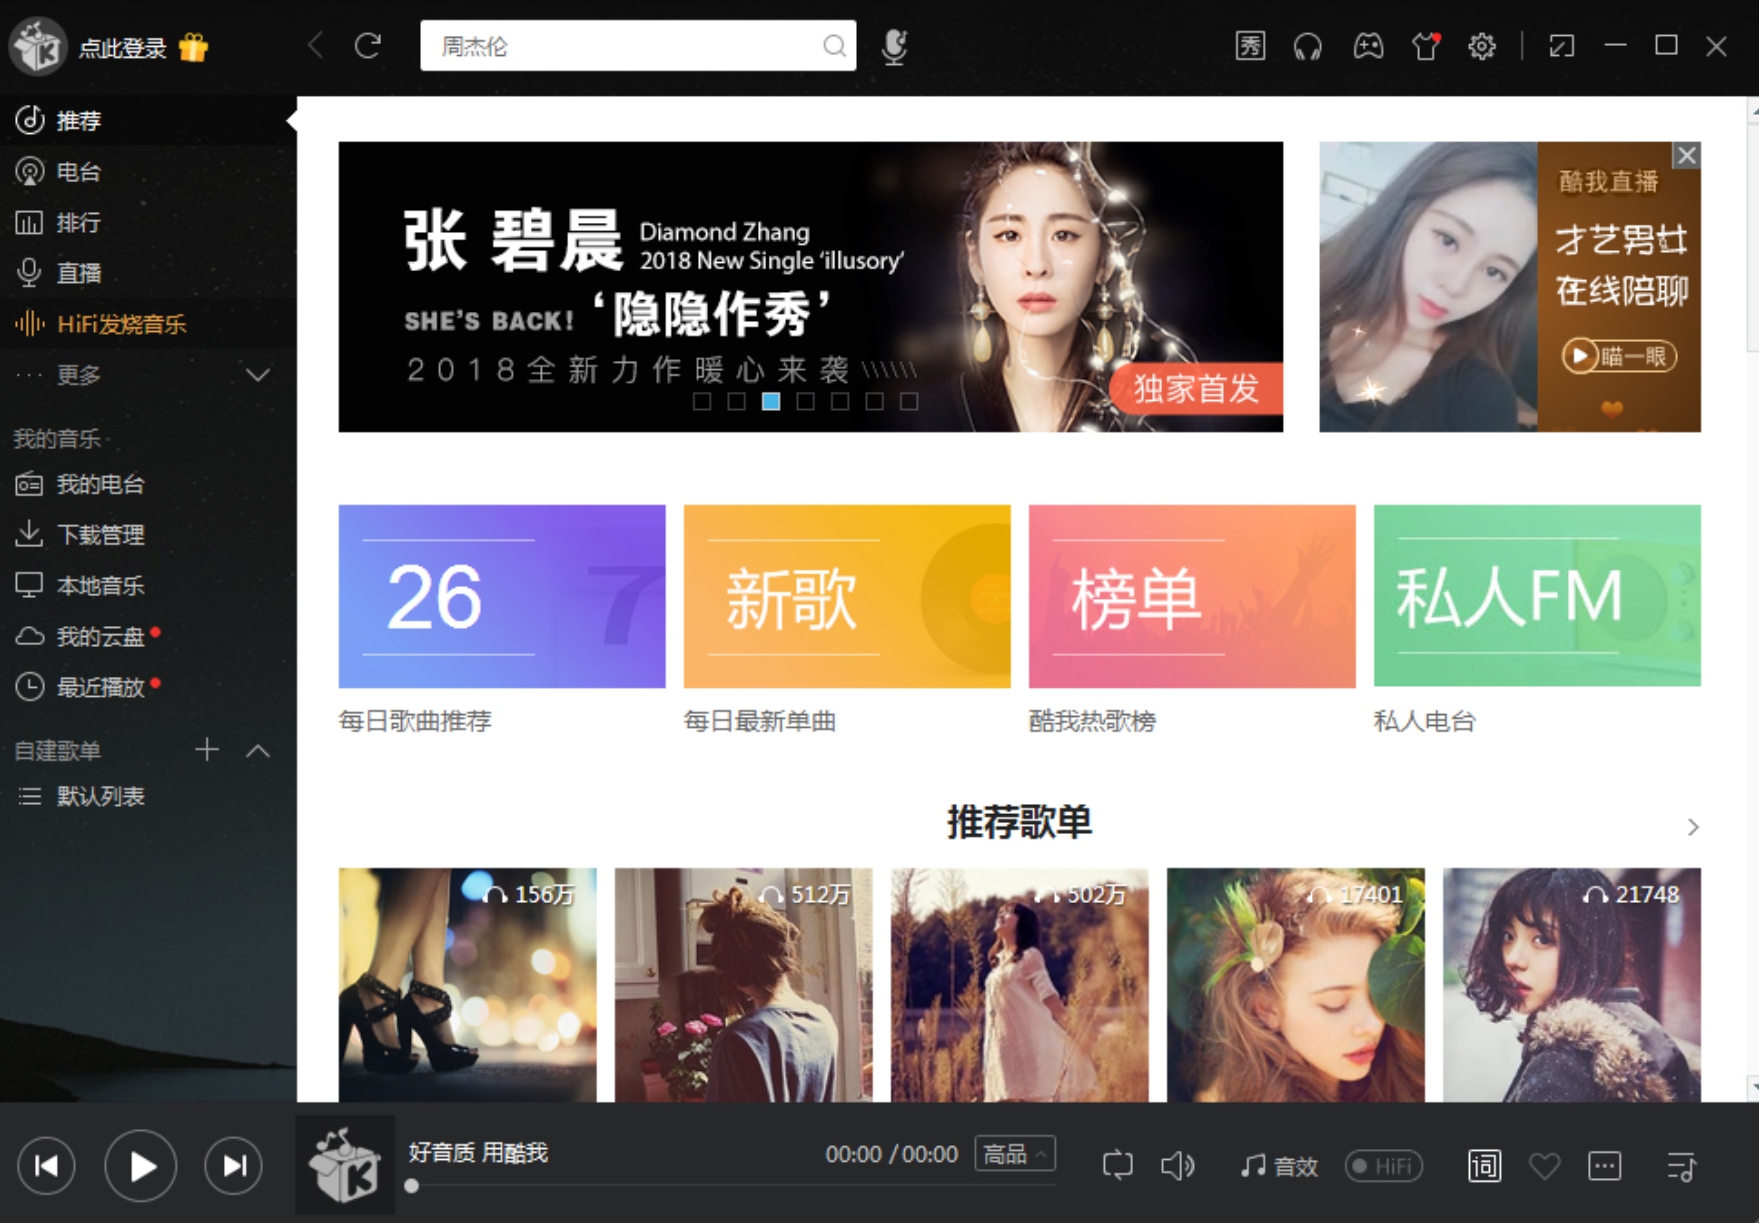 点此登录
周杰伦
秀
推荐
电台
排行
直播
HiFi发烧音乐
更多
我的音乐
我的电台
下载管理
本地音乐
我的云盘
最近播放
自建歌单
默认列表
张碧晨 Diamond Zhang
2018 New Single ‘illusory’
SHE'S BACK! ‘隐隐作秀’
2018全新力作暖心来袭 \\\\\\
独家首发
酷我直播
才艺男女
在线陪聊
瞄一眼
26
7
新歌
榜单
私人FM
每日歌曲推荐
每日最新单曲
酷我热歌榜
私人电台
推荐歌单
156万
512万
502万
17401
21748
K
好音质 用酷我
00:00 / 00:00
高品
音效
HiFi
词